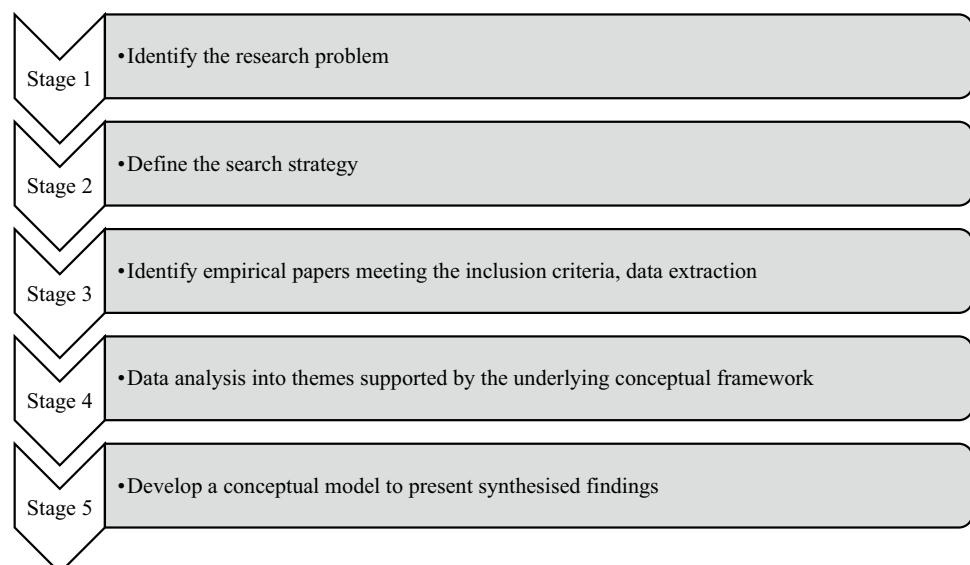 Stage 1
•Identify the research problem
Stage 2
•Define the search strategy
Stage 3
•Identify empirical papers meeting the inclusion criteria, data extraction
Stage 4
•Data analysis into themes supported by the underlying conceptual framework
Stage 5
•Develop a conceptual model to present synthesised findings